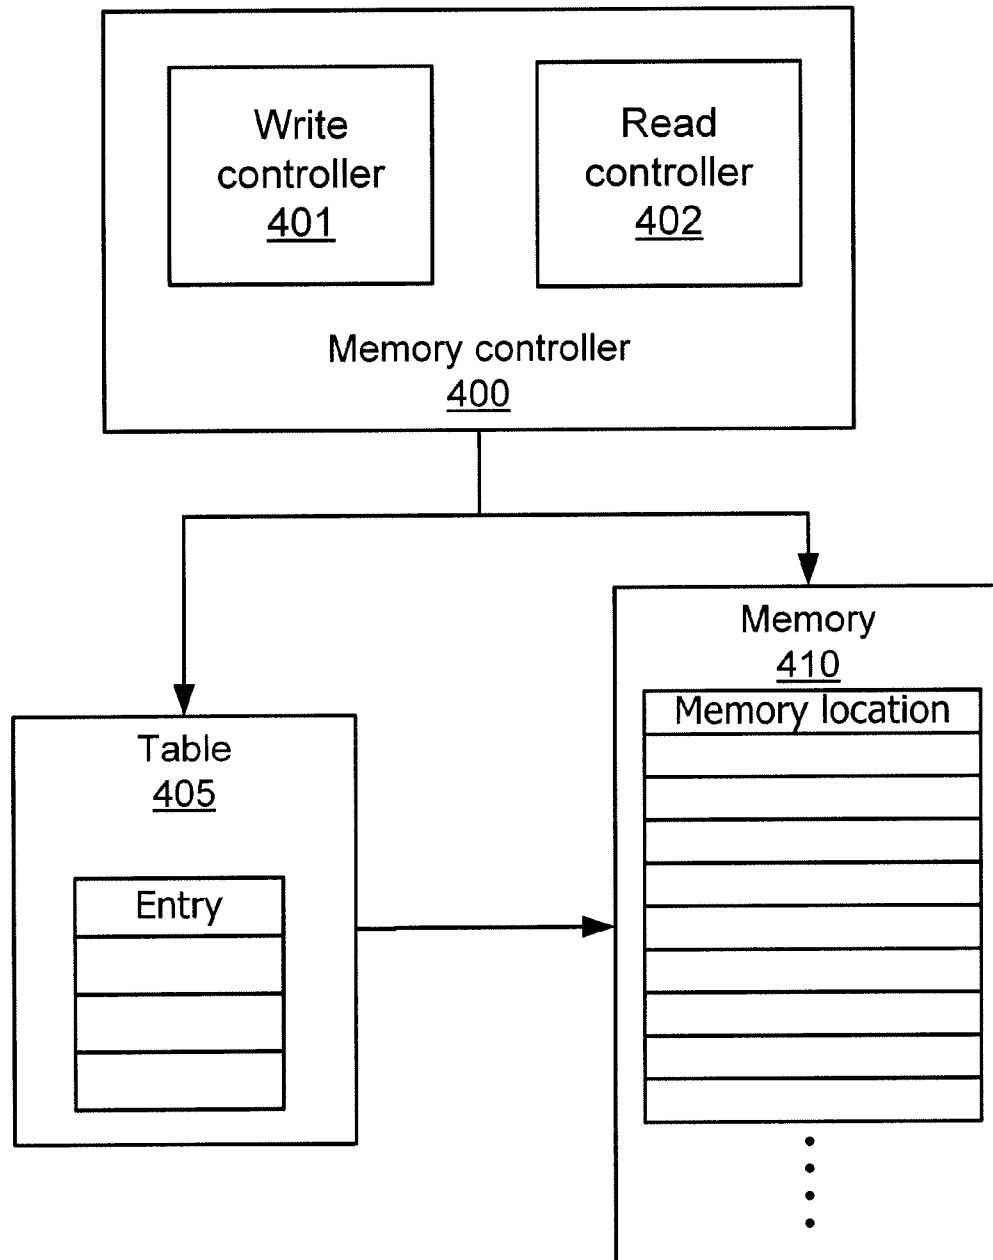 Write
controller
401
Read
controller
402
Memory controller
400
Memory
410
Memory location
Table
405
Entry